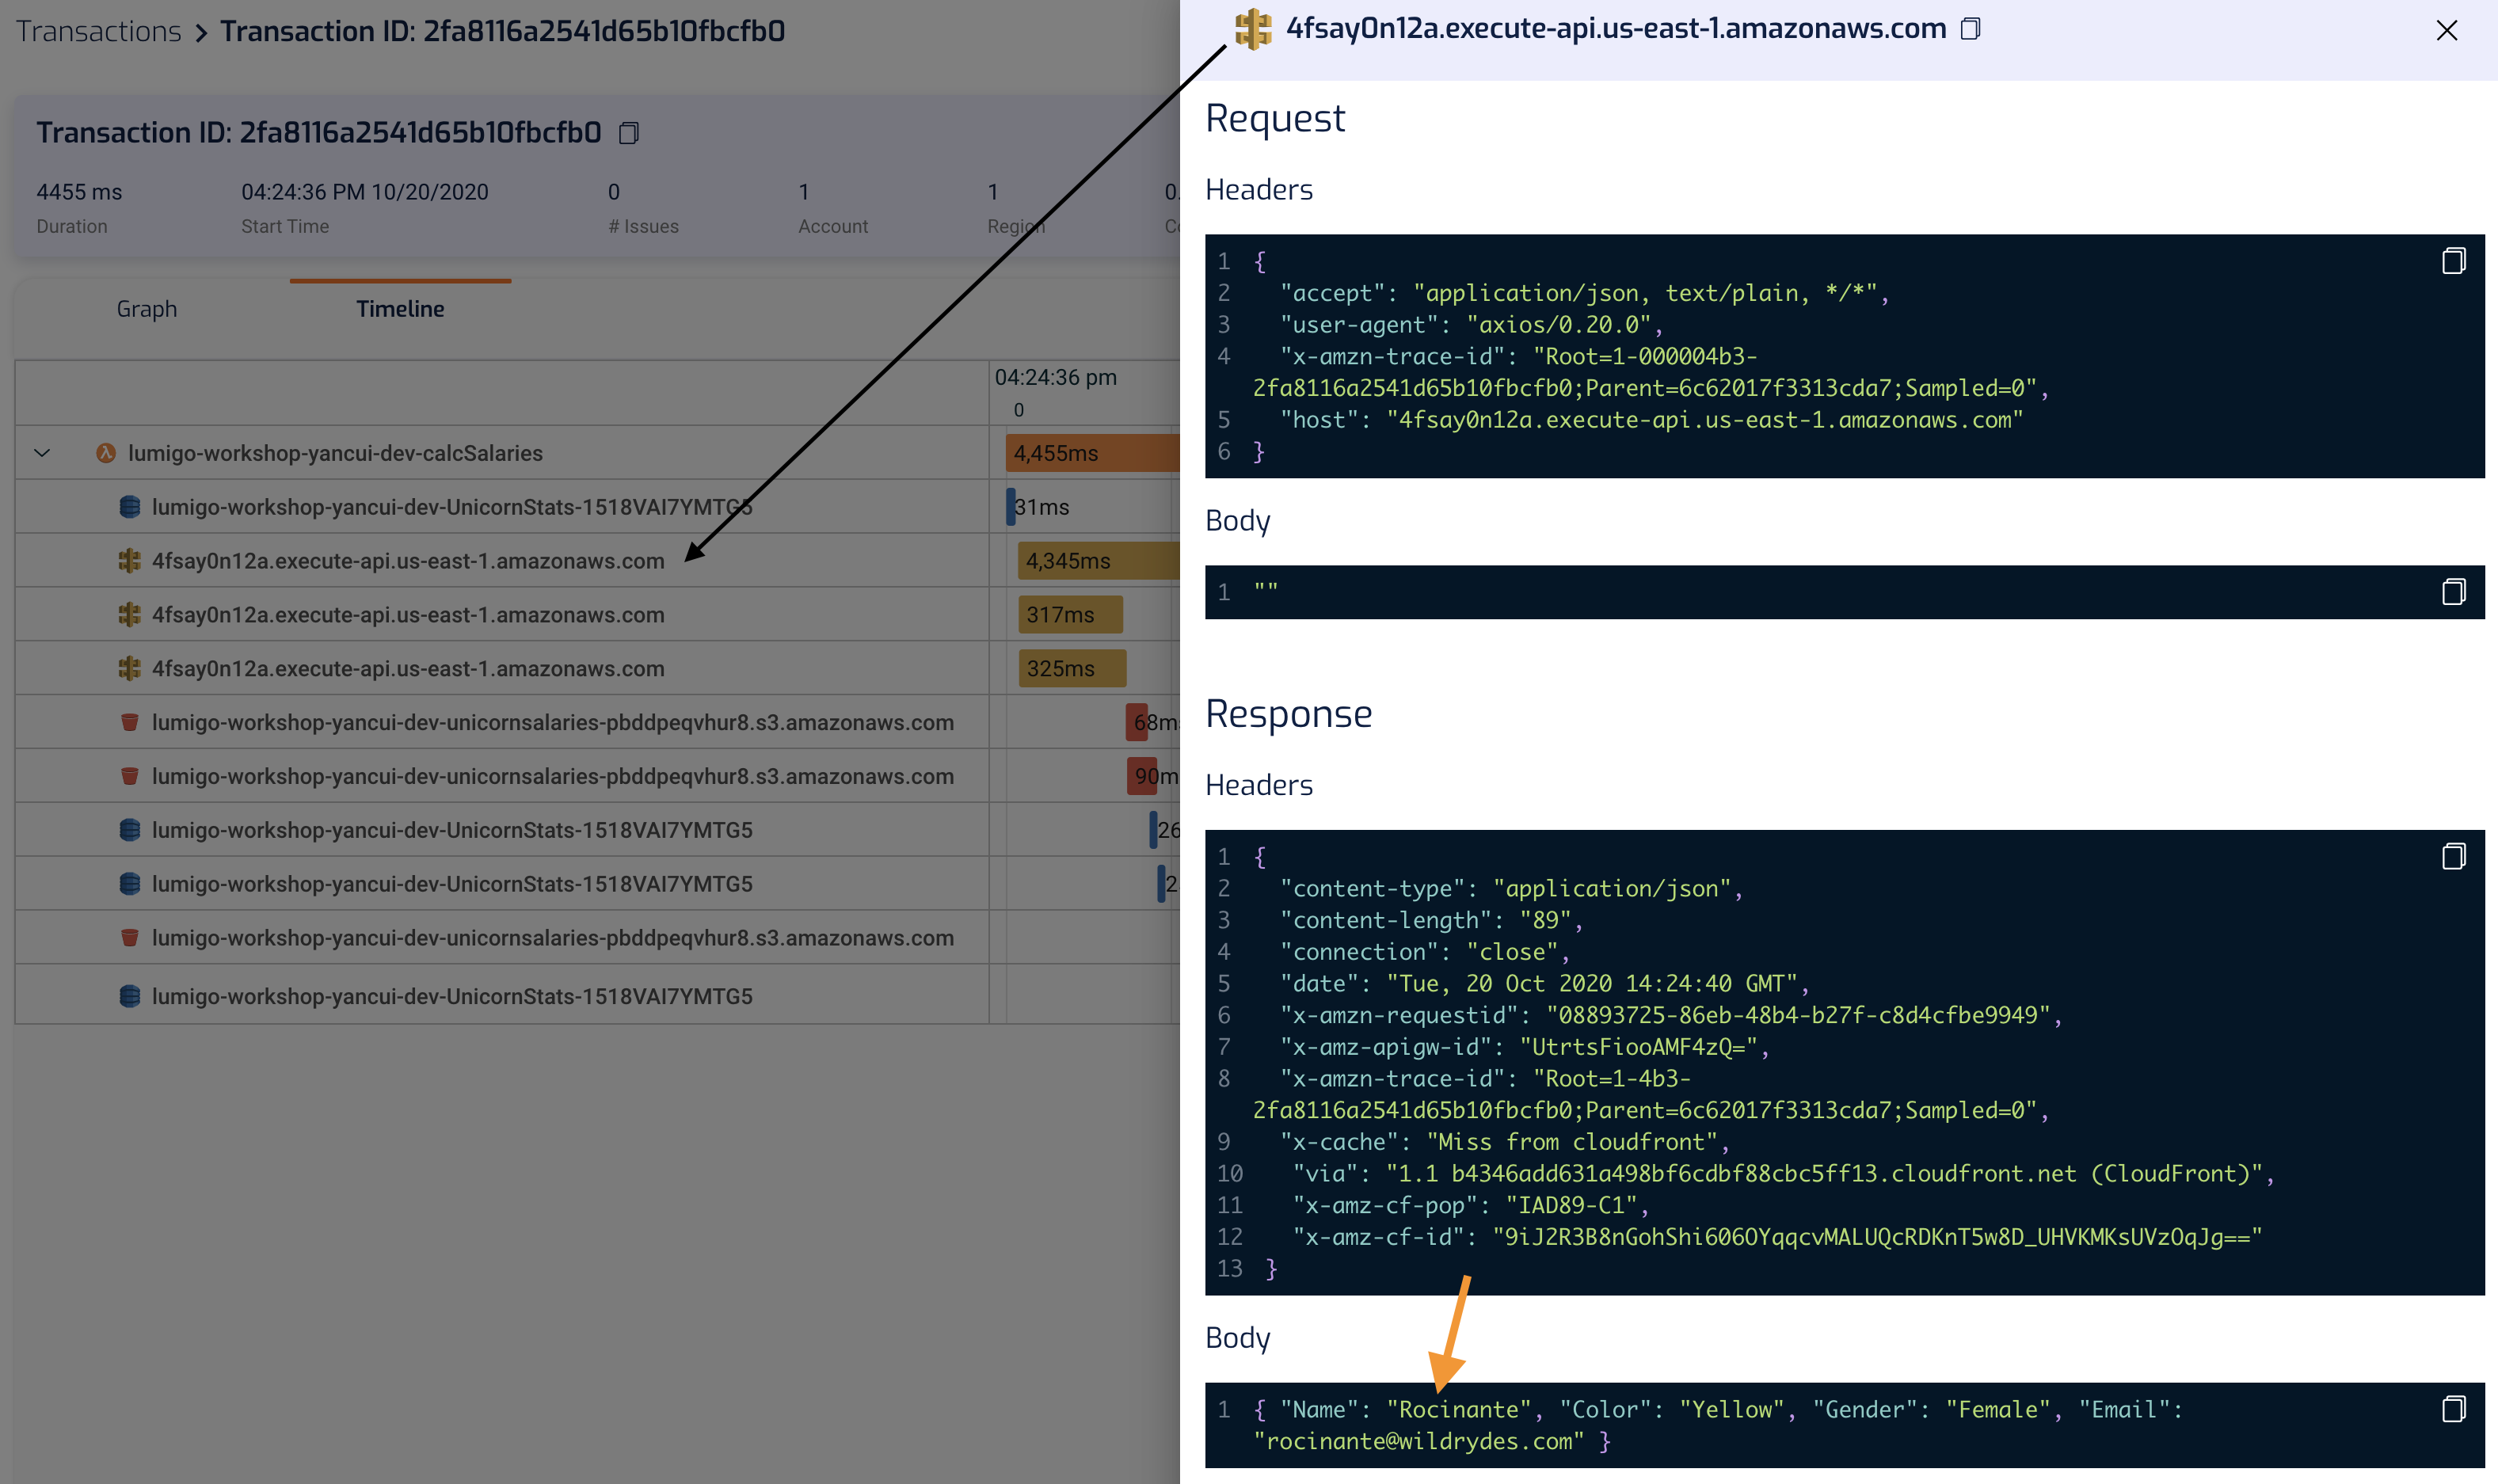 Transactions > Transaction ID: 2fa8116a2541d65b10fbcfb0
Transaction ID: 2fa8116a2541d65b10fbcfb0
4455 ms
Duration
04:24:36 PM 10/20/2020
Start Time
0
# Issues
1
Account
1
Region
0.
Graph
Timeline
04:24:36 pm
0
lumigo-workshop-yancui-dev-calcSalaries
4,455ms
lumigo-workshop-yancui-dev-UnicornStats-1518VAI7YMTG5
31ms
4fsay0n12a.execute-api.us-east-1.amazonaws.com
4,345ms
4fsay0n12a.execute-api.us-east-1.amazonaws.com
317ms
4fsay0n12a.execute-api.us-east-1.amazonaws.com
325ms
lumigo-workshop-yancui-dev-unicornsalaries-pbddpeqvhur8.s3.amazonaws.com
68ms
lumigo-workshop-yancui-dev-unicornsalaries-pbddpeqvhur8.s3.amazonaws.com
90m
lumigo-workshop-yancui-dev-UnicornStats-1518VAI7YMTG5
26
lumigo-workshop-yancui-dev-UnicornStats-1518VAI7YMTG5
2
lumigo-workshop-yancui-dev-unicornsalaries-pbddpeqvhur8.s3.amazonaws.com
lumigo-workshop-yancui-dev-UnicornStats-1518VAI7YMTG5
4fsay0n12a.execute-api.us-east-1.amazonaws.com
Request
Headers
1 {
2 "accept": "application/json, text/plain, */*",
3 "user-agent": "axios/0.20.0",
4 "x-amzn-trace-id": "Root=1-000004b3-
2fa8116a2541d65b10fbcfb0;Parent=6c62017f3313cda7;Sampled=0",
5 "host": "4fsay0n12a.execute-api.us-east-1.amazonaws.com"
6 }
Body
1 ""
Response
Headers
1 {
2 "content-type": "application/json",
3 "content-length": "89",
4 "connection": "close",
5 "date": "Tue, 20 Oct 2020 14:24:40 GMT",
6 "x-amzn-requestid": "08893725-86eb-48b4-b27f-c8d4cfbe9949",
7 "x-amz-apigw-id": "UtrtsFiooAMF4zQ=",
8 "x-amzn-trace-id": "Root=1-4b3-
2fa8116a2541d65b10fbcfb0;Parent=6c62017f3313cda7;Sampled=0",
9 "x-cache": "Miss from cloudfront",
10 "via": "1.1 b4346add631a498bf6cdbf88cbc5ff13.cloudfront.net (CloudFront)",
11 "x-amz-cf-pop": "IAD89-C1",
12 "x-amz-cf-id": "9iJ2R3B8nGohShi606OYqqcvMALUQcRDKnT5w8D_UHVKMKsUVzOqJg=="
13 }
Body
1 { "Name": "Rocinante", "Color": "Yellow", "Gender": "Female", "Email":
"rocinante@wildrydes.com" }